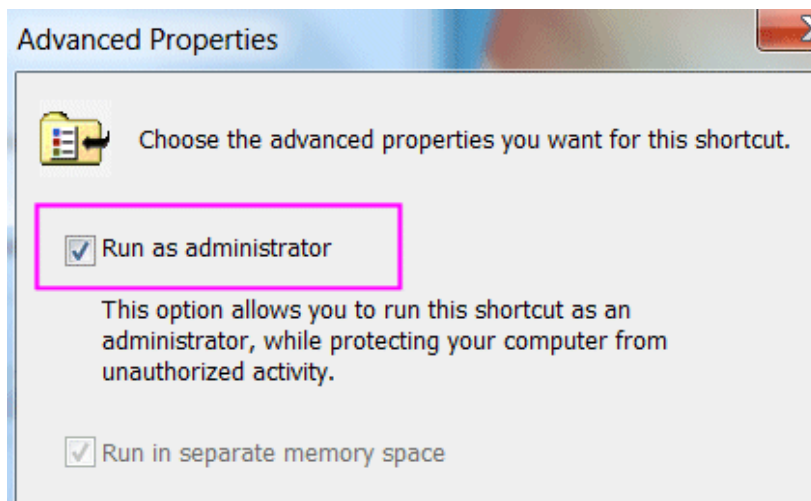 Advanced Properties
Choose the advanced properties you want for this shortcut.
Run as administrator
This option allows you to run this shortcut as an
administrator, while protecting your computer from
unauthorized activity.
Run in separate memory space